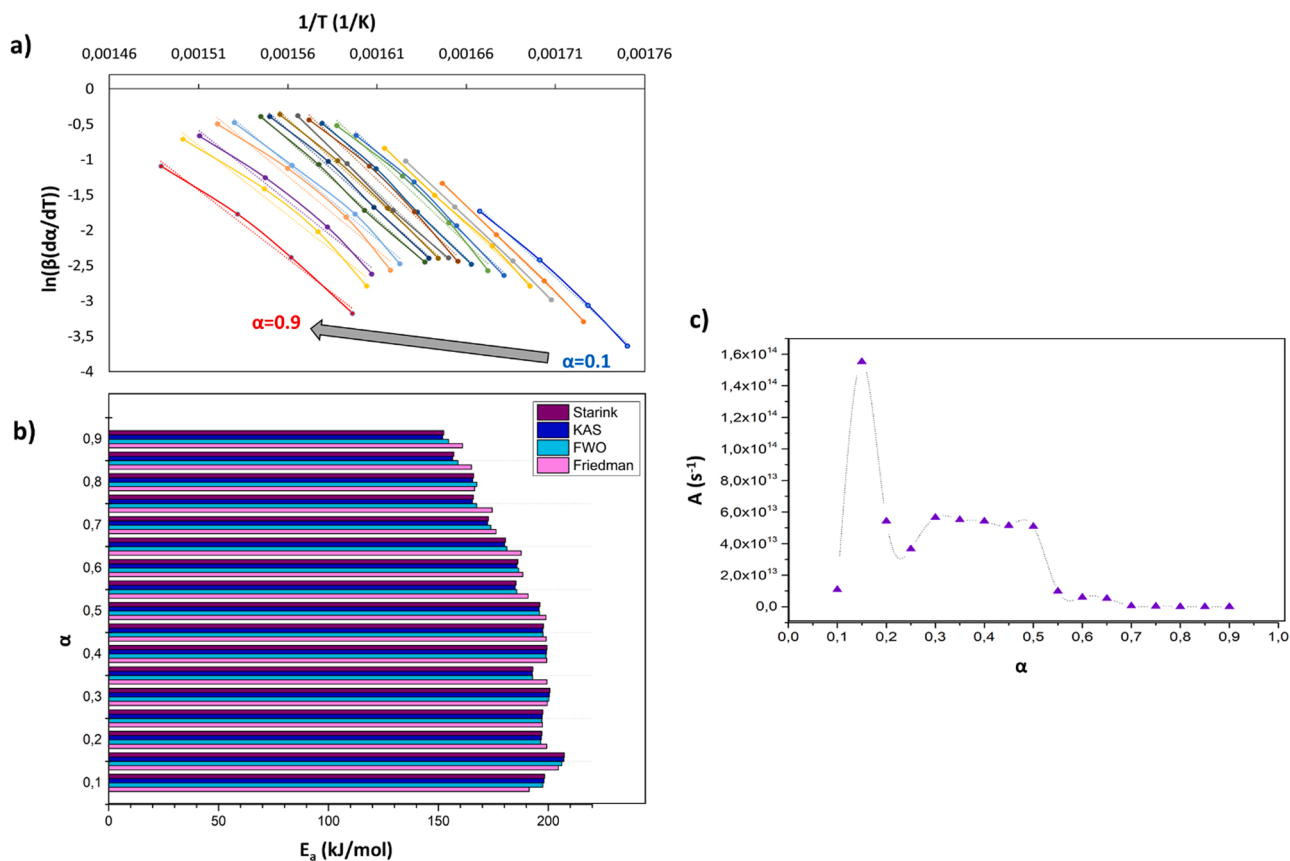 1/T (1/K)
a)
0,00146 0,00151 0,00156 0,00161 0,00166 0,00171 0,00176
0
-0,5
-1
-1,5
-2
-2,5
-3
-3,5
-4
ln(β(dα/dT))
α=0.9
α=0.1
b)
Starink
KAS
FWO
Friedman
0,9
0,8
0,7
0,6
0,5
0,4
0,3
0,2
0,1
α
0 50 100 150 200
Eₐ (kJ/mol)
c)
1,6x10¹⁴
1,4x10¹⁴
1,2x10¹⁴
1,0x10¹⁴
8,0x10¹³
6,0x10¹³
4,0x10¹³
2,0x10¹³
0,0
A (s⁻¹)
0,0 0,1 0,2 0,3 0,4 0,5 0,6 0,7 0,8 0,9 1,0
α